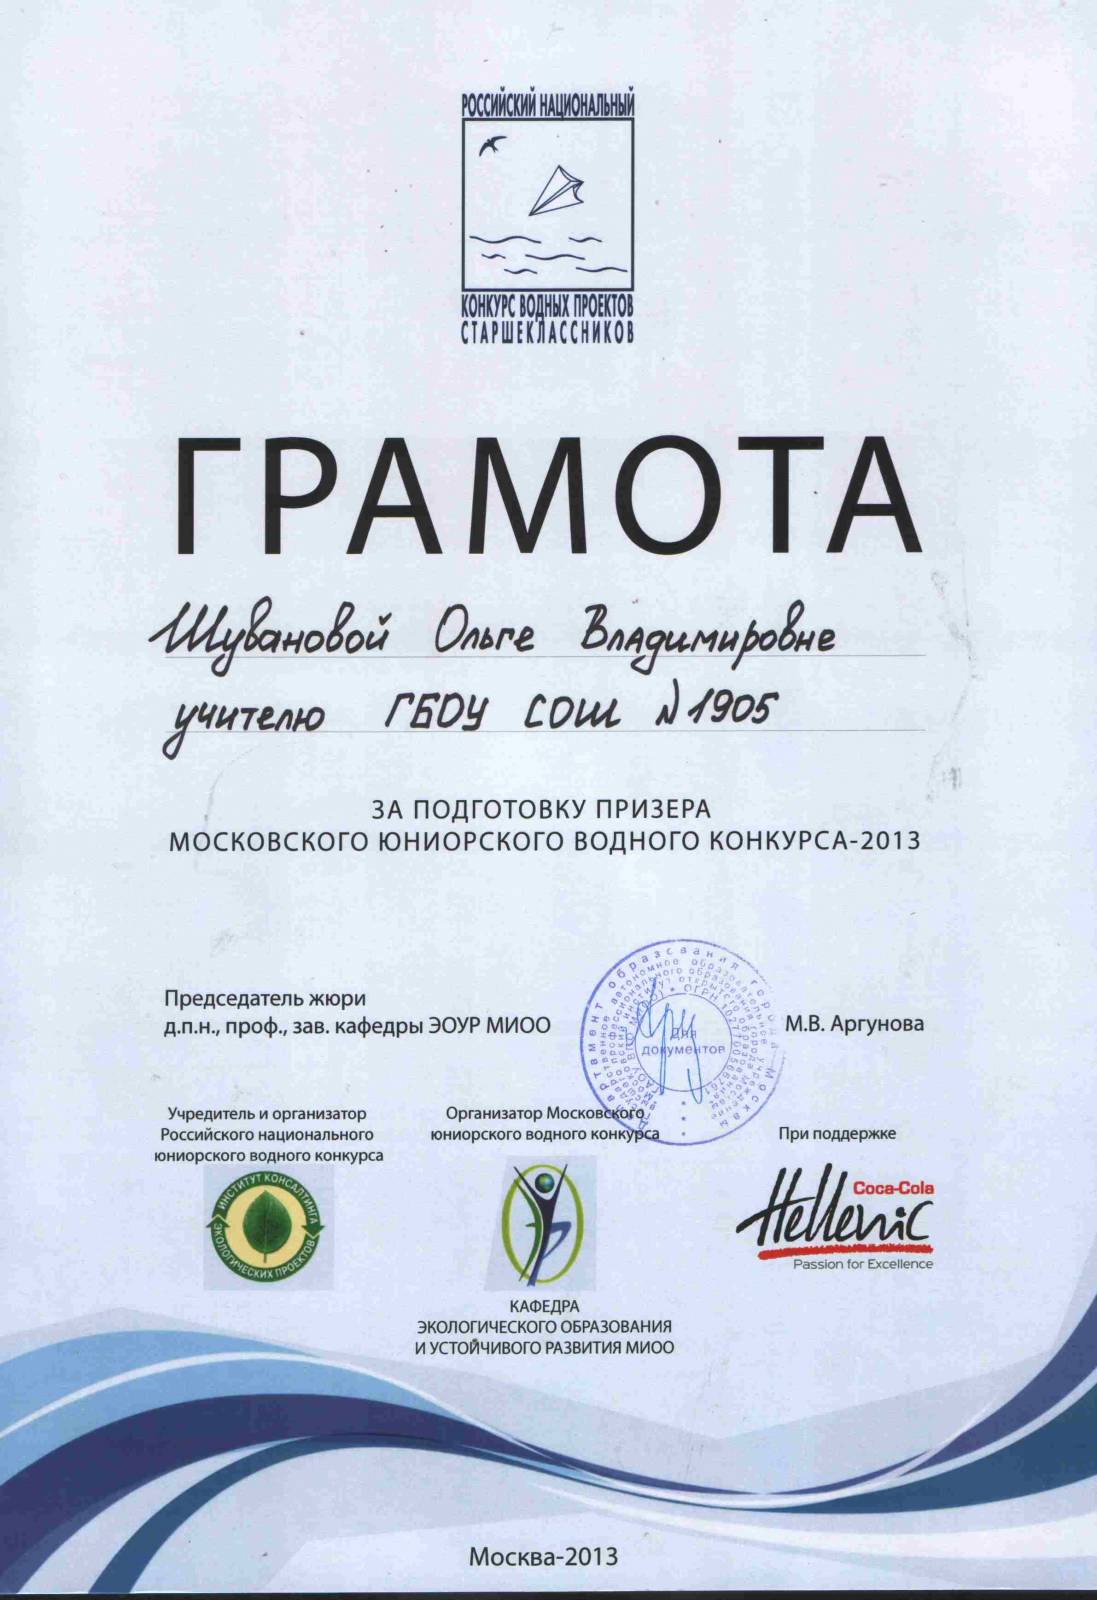 РОССИЙСКИЙ НАЦИОНАЛЬНЫЙ
КОНКУРС ВОДНЫХ ПРОЕКТОВ
СТАРШЕКЛАССНИКОВ
ГРАМОТА
Шувановой Ольге Владимировне
учителю ГБОУ СОШ №1905
ЗА ПОДГОТОВКУ ПРИЗЕРА
МОСКОВСКОГО ЮНИОРСКОГО ВОДНОГО КОНКУРСА-2013
Председатель жюри
д.п.н., проф., зав. кафедры ЭОУР МИОО
М.В. Аргунова
Для
документов
Учредитель и организатор
Российского национального
юниорского водного конкурса
ИНСТИТУТ КОНСАЛТИНГА
ЭКОЛОГИЧЕСКИХ ПРОЕКТОВ
Организатор Московского
юниорского водного конкурса
КАФЕДРА
ЭКОЛОГИЧЕСКОГО ОБРАЗОВАНИЯ
И УСТОЙЧИВОГО РАЗВИТИЯ МИОО
При поддержке
Coca-Cola
Hellenic
Passion for Excellence
Москва-2013